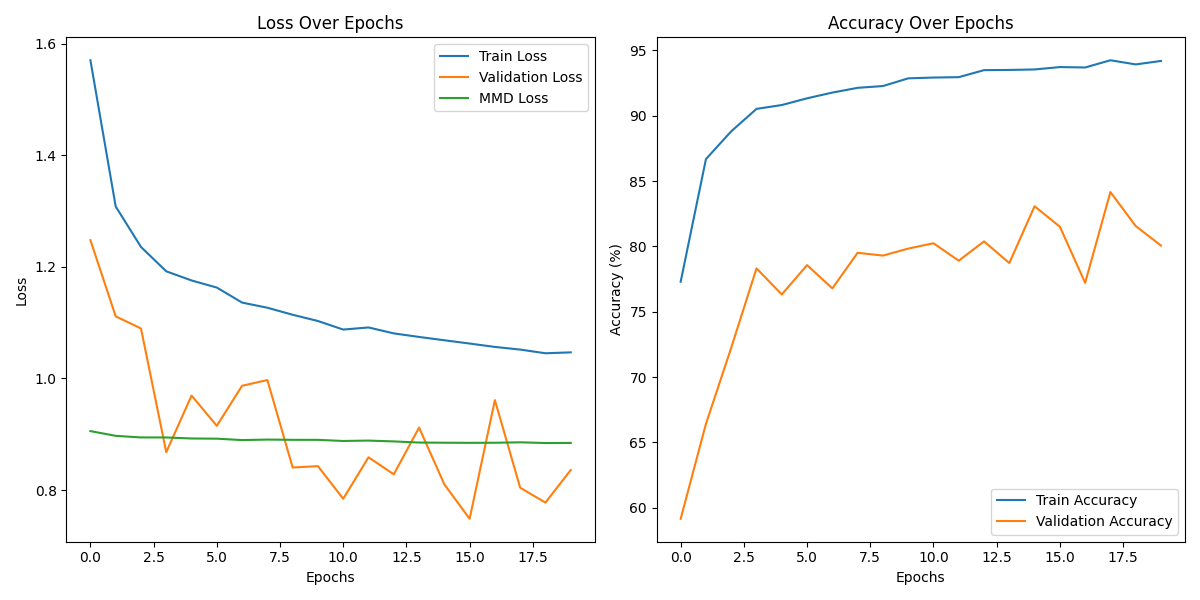 Loss Over Epochs
1.6
1.4
1.2
1.0
0.8
Loss
Train Loss
Validation Loss
MMD Loss
0.0 2.5 5.0 7.5 10.0 12.5 15.0 17.5
Epochs
Accuracy Over Epochs
95
90
85
80
75
70
65
60
Accuracy (%)
Train Accuracy
Validation Accuracy
0.0 2.5 5.0 7.5 10.0 12.5 15.0 17.5
Epochs